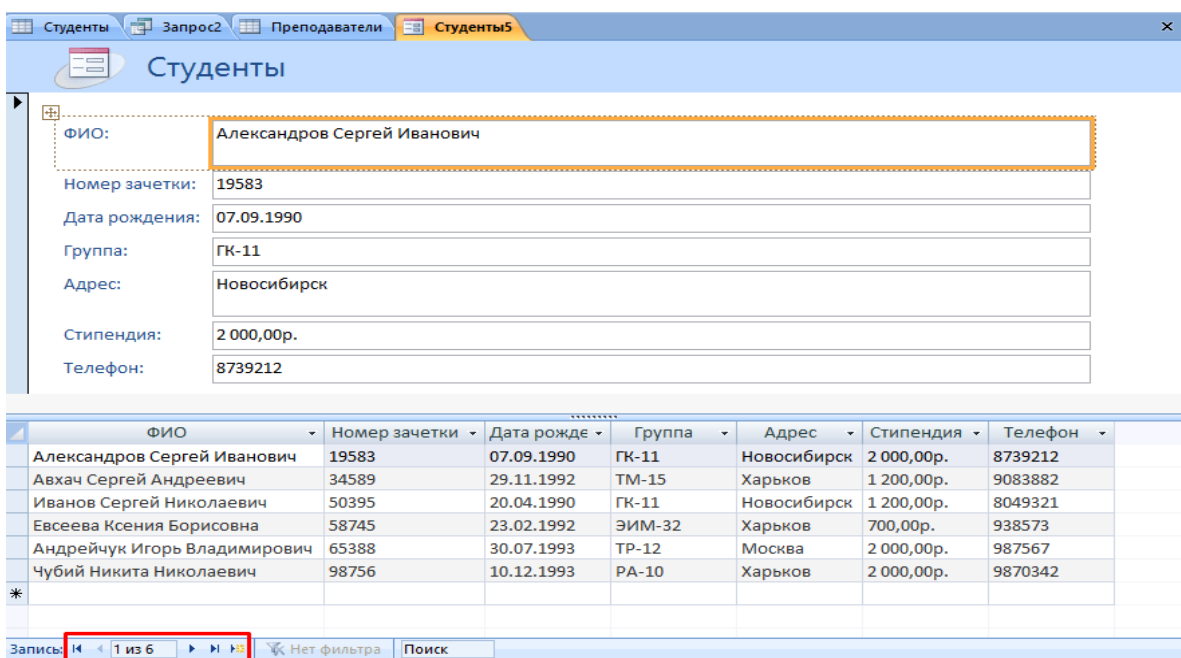 Студенты Запрос2 Преподаватели Студенты5
Студенты
ФИО: Александров Сергей Иванович
Номер зачетки: 19583
Дата рождения: 07.09.1990
Группа: ГК-11
Адрес: Новосибирск
Стипендия: 2 000,00р.
Телефон: 8739212
ФИО Номер зачетки Дата рожде Группа Адрес Стипендия Телефон
Александров Сергей Иванович 19583 07.09.1990 ГК-11 Новосибирск 2 000,00р. 8739212
Авхач Сергей Андреевич 34589 29.11.1992 ТМ-15 Харьков 1 200,00р. 9083882
Иванов Сергей Николаевич 50395 20.04.1990 ГК-11 Новосибирск 1 200,00р. 8049321
Евсеева Ксения Борисовна 58745 23.02.1992 ЭИМ-32 Харьков 700,00р. 938573
Андрейчук Игорь Владимирович 65388 30.07.1993 ТР-12 Москва 2 000,00р. 987567
Чубий Никита Николаевич 98756 10.12.1993 РА-10 Харьков 2 000,00р. 9870342
Запись: 1 из 6 Нет фильтра Поиск